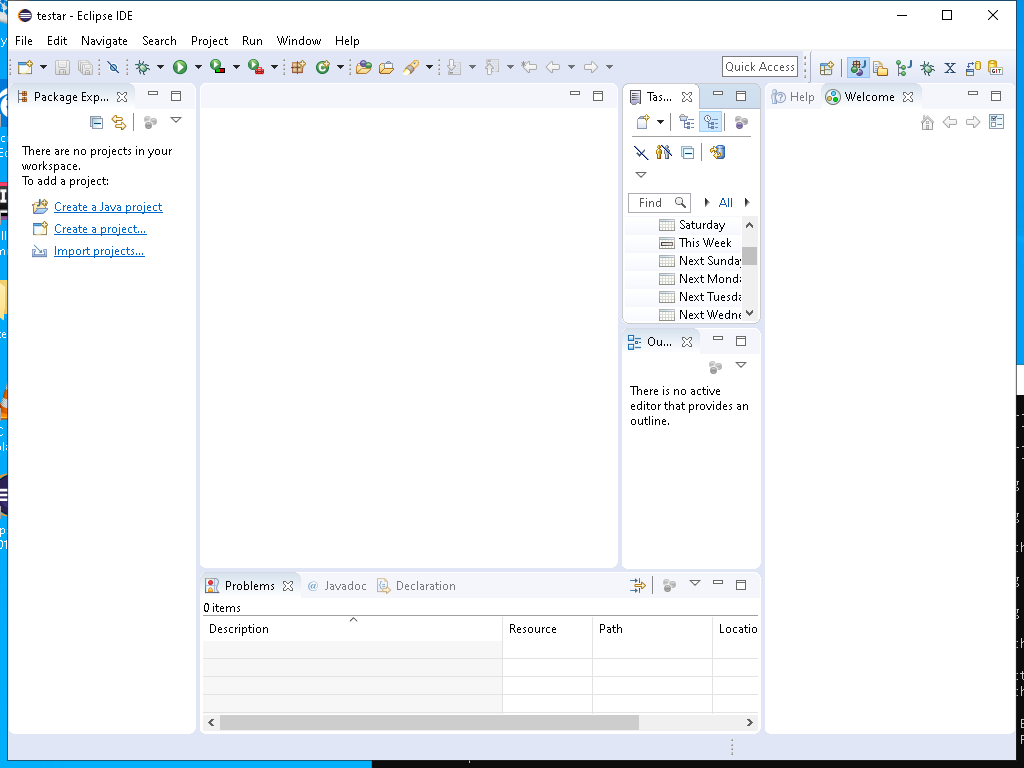 testar - Eclipse IDE
File Edit Navigate Search Project Run Window Help
Quick Access
Package Exp...
There are no projects in your
workspace.
To add a project:
Create a Java project
Create a project...
Import projects...
Tas...
Find
All
Saturday
This Week
Next Sunday
Next Monda
Next Tuesda
Next Wedne
Ou...
There is no active
editor that provides an
outline.
Help Welcome
Problems @ Javadoc Declaration
0 items
Description Resource Path Locatio